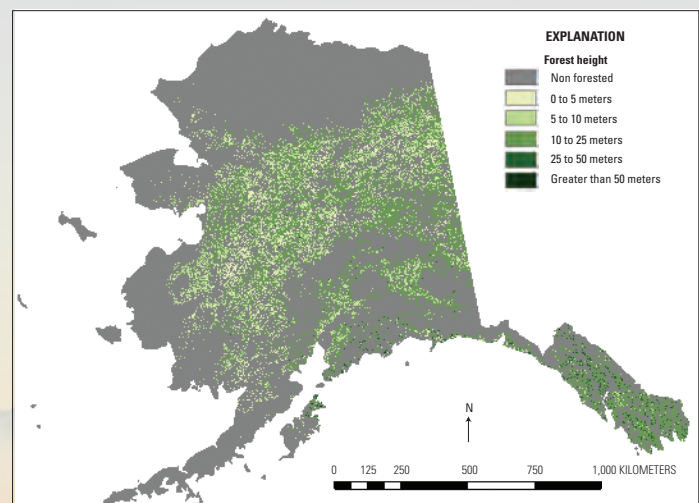 EXPLANATION
Forest height
Non forested
0 to 5 meters
5 to 10 meters
10 to 25 meters
25 to 50 meters
Greater than 50 meters
N
0 125 250 500 750 1,000 KILOMETERS